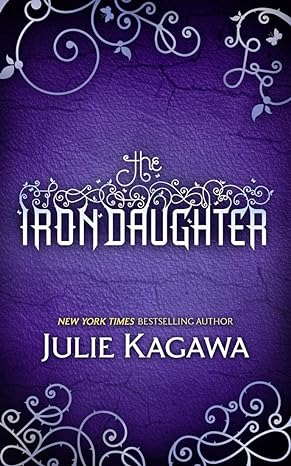 the
IRON DAUGHTER
NEW YORK TIMES BESTSELLING AUTHOR
JULIE KAGAWA